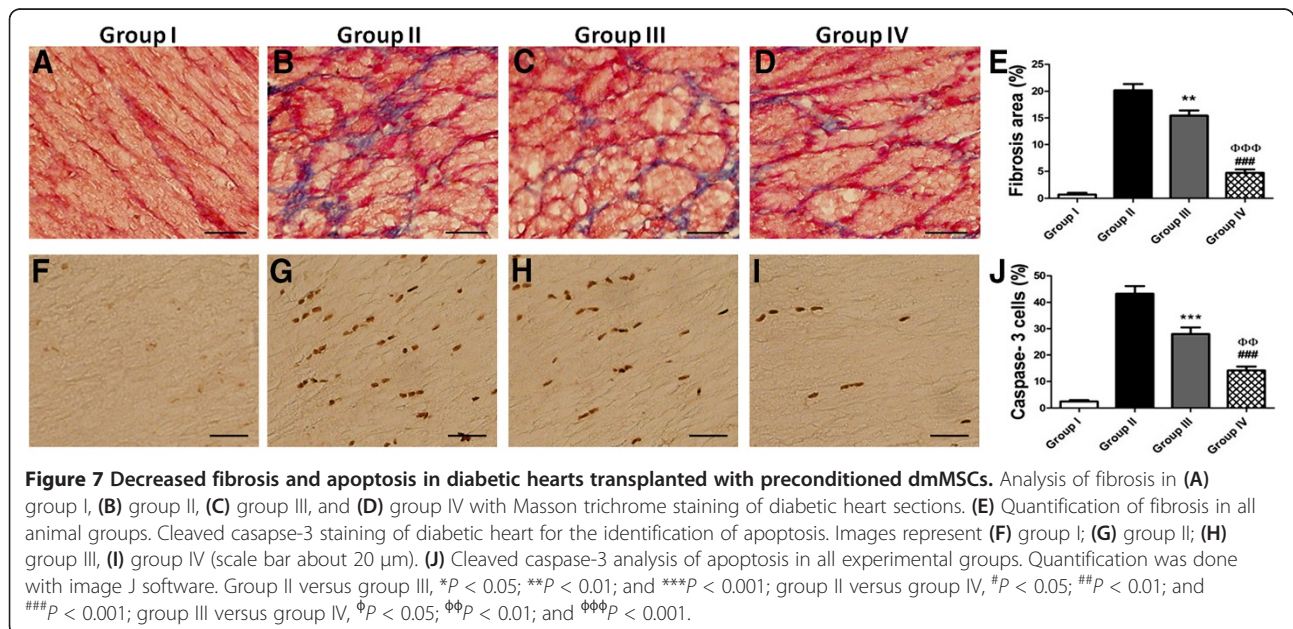 Group I
Group II
Group III
Group IV
A
B
C
D
E
Fibrosis area (%)
25
20
15
10
5
0
**
ΦΦΦ
###
Group I
Group II
Group III
Group IV
F
G
H
I
J
Caspase- 3 cells (%)
50
40
30
20
10
0
***
ΦΦ
###
Group I
Group II
Group III
Group IV
Figure 7 Decreased fibrosis and apoptosis in diabetic hearts transplanted with preconditioned dmMSCs. Analysis of fibrosis in (A)
group I, (B) group II, (C) group III, and (D) group IV with Masson trichrome staining of diabetic heart sections. (E) Quantification of fibrosis in all
animal groups. Cleaved casapse-3 staining of diabetic heart for the identification of apoptosis. Images represent (F) group I; (G) group II; (H)
group III, (I) group IV (scale bar about 20 μm). (J) Cleaved caspase-3 analysis of apoptosis in all experimental groups. Quantification was done
with image J software. Group II versus group III, *P < 0.05; **P < 0.01; and ***P < 0.001; group II versus group IV, #P < 0.05; ##P < 0.01; and
###P < 0.001; group III versus group IV, ΦP < 0.05; ΦΦP < 0.01; and ΦΦΦP < 0.001.